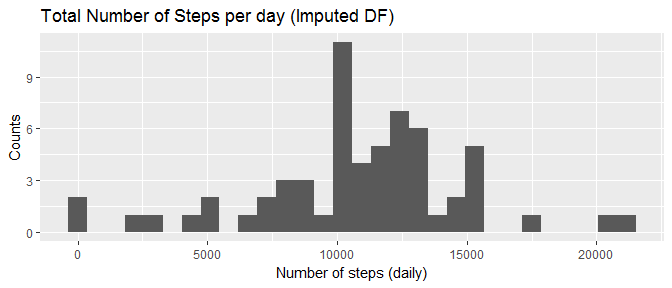 Total Number of Steps per day (Imputed DF)
9
6
3
0
Counts
0 5000 10000 15000 20000
Number of steps (daily)